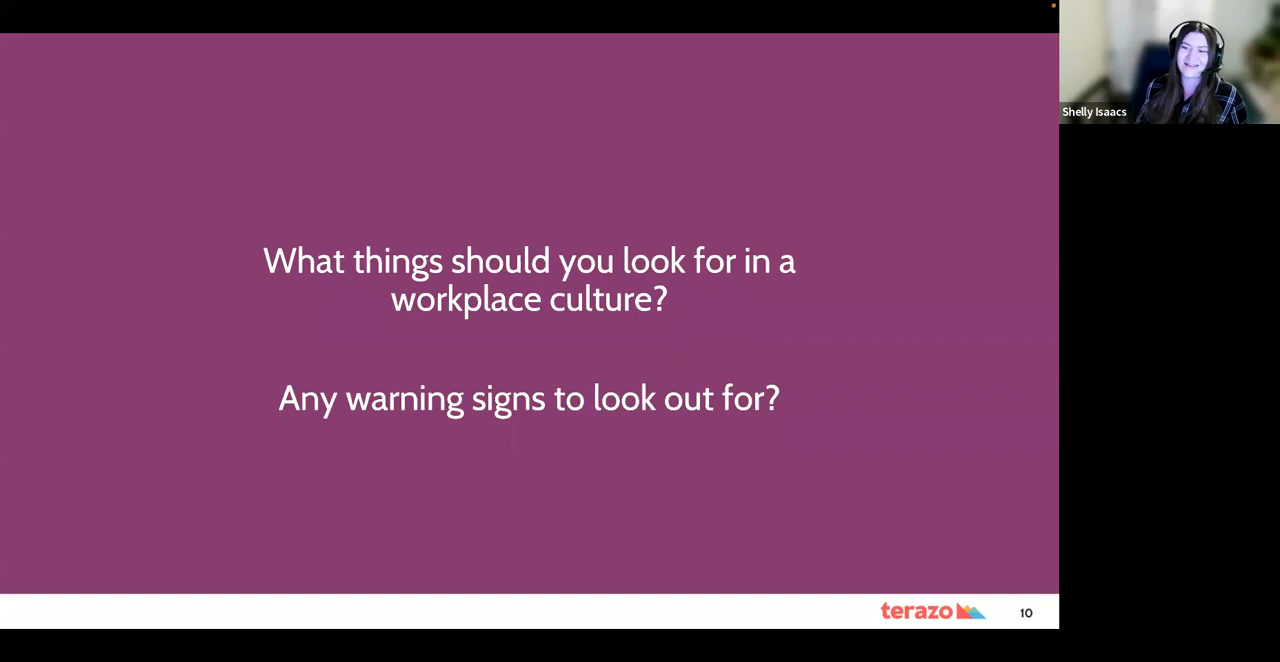 What things should you look for in a
workplace culture?
Any warning signs to look out for?
terazo
10
Shelly Isaacs